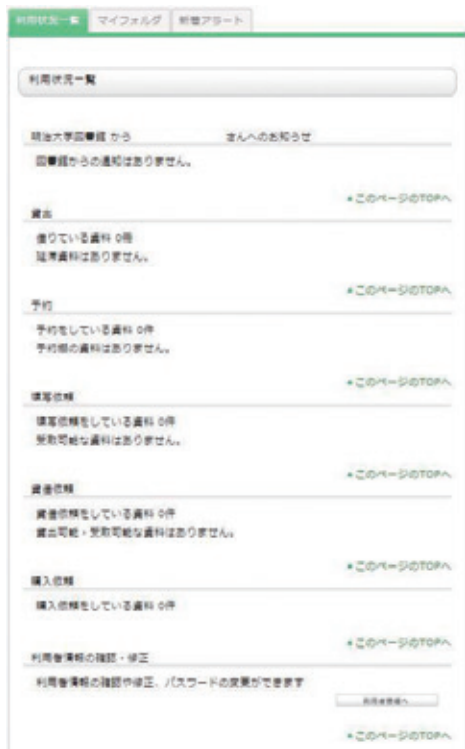 利用状況一覧 マイフォルダ 新着アラート
利用状況一覧
明治大学図書館 から さんへのお知らせ
図書館からの通知はありません。
▲このページのTOPへ
貸出
借りている資料 0冊
延滞資料はありません。
▲このページのTOPへ
予約
予約をしている資料 0件
予約棚の資料はありません。
▲このページのTOPへ
複写依頼
複写依頼をしている資料 0件
受取可能な資料はありません。
▲このページのTOPへ
貸借依頼
貸借依頼をしている資料 0件
貸出可能・受取可能な資料はありません。
▲このページのTOPへ
購入依頼
購入依頼をしている資料 0件
▲このページのTOPへ
利用者情報の確認・修正
利用者情報の確認や修正、パスワードの変更ができます
利用者情報へ
▲このページのTOPへ